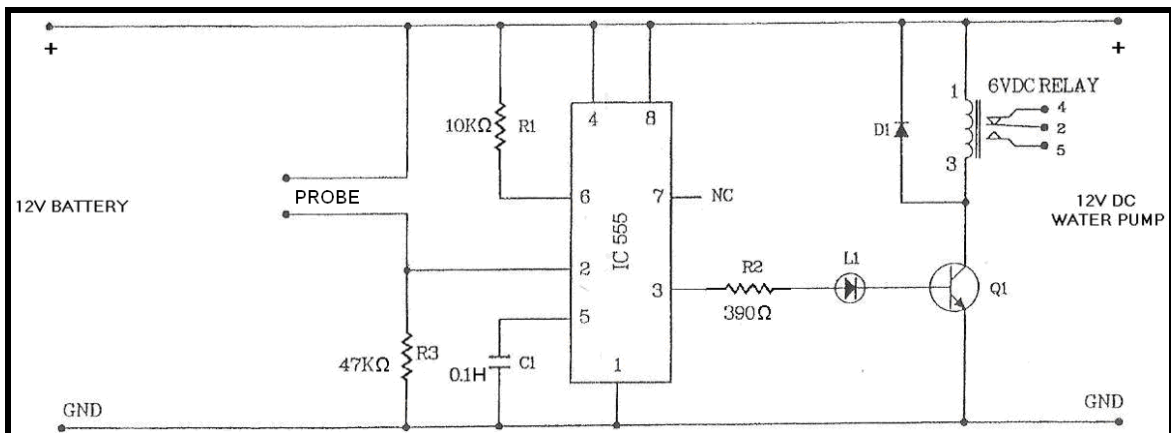 +
+
1
6VDC RELAY
4
2
5
3
D1
10KΩ
R1
4
8
6
7
NC
PROBE
12V BATTERY
12V DC
WATER PUMP
IC 555
2
3
R2
390Ω
L1
Q1
5
47KΩ
R3
0.1H
C1
1
GND
GND